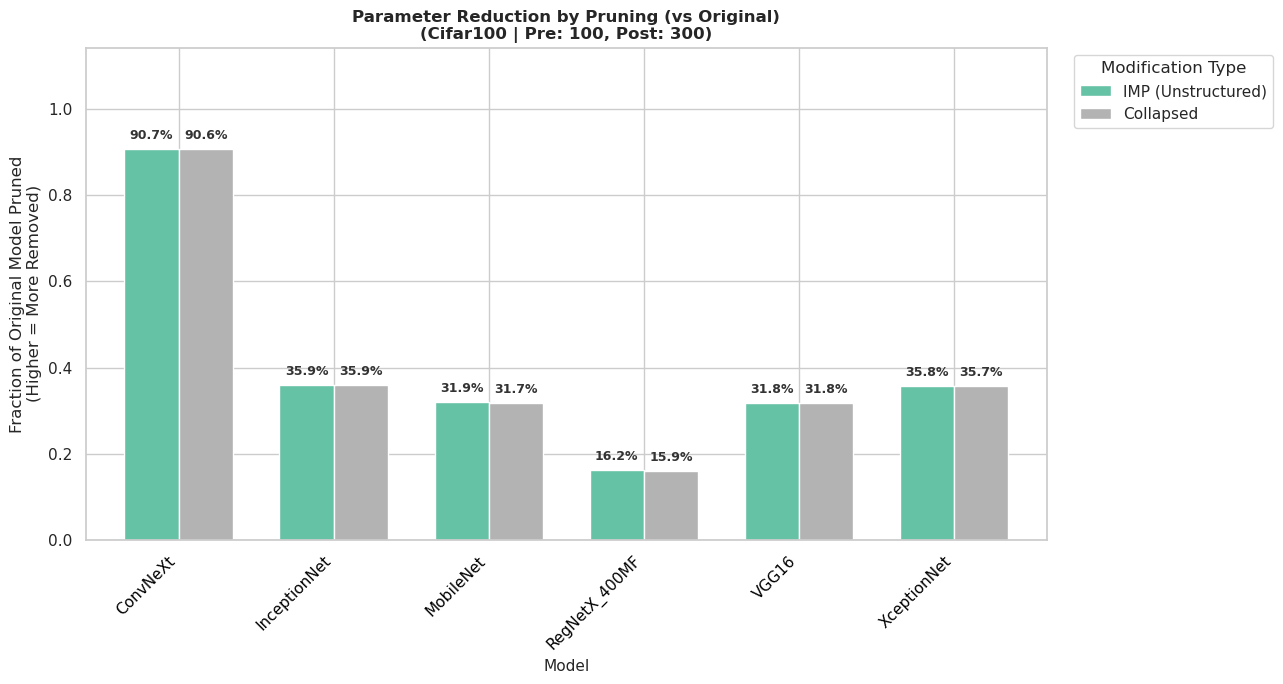 Parameter Reduction by Pruning (vs Original)
(Cifar100 | Pre: 100, Post: 300)
Modification Type
IMP (Unstructured)
Collapsed
Fraction of Original Model Pruned
(Higher = More Removed)
1.0
0.8
0.6
0.4
0.2
0.0
90.7% 90.6%
35.9% 35.9%
31.9% 31.7%
16.2% 15.9%
31.8% 31.8%
35.8% 35.7%
ConvNeXt
InceptionNet
MobileNet
RegNetX_400MF
VGG16
XceptionNet
Model